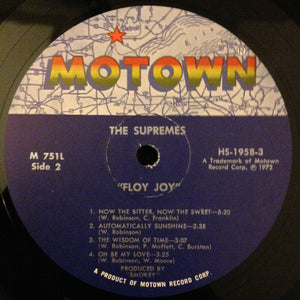 MOTOWN
THE SUPREMES
M 751L
Side 2
HS-1958-3
A Trademark of Motown
Record Corp. Ⓟ 1972
"FLOY JOY"
1. NOW THE BITTER, NOW THE SWEET—6:20
(W. Robinson, C. Franklin)
2. AUTOMATICALLY SUNSHINE—2:38
(W. Robinson)
3. THE WISDOM OF TIME—3:07
(W. Robinson, P. Moffett, C. Burston)
4. OH BE MY LOVE—3:25
(W. Robinson, W. Moore)
PRODUCED BY
"SMOKEY"
A PRODUCT OF MOTOWN RECORD CORP.